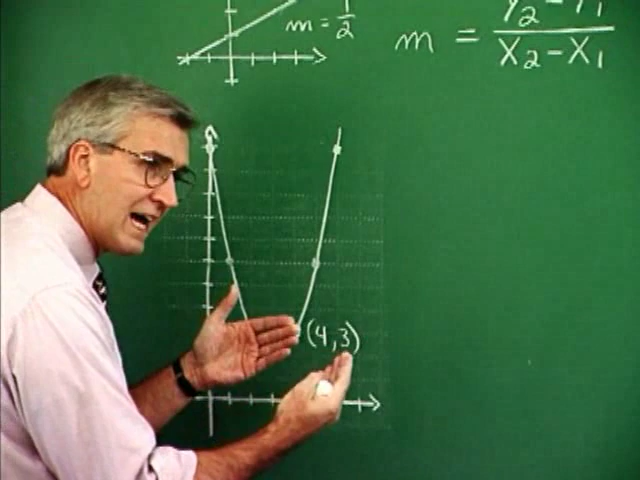 m = 1/2
m = Y₂ - Y₁ / X₂ - X₁
(4,3)